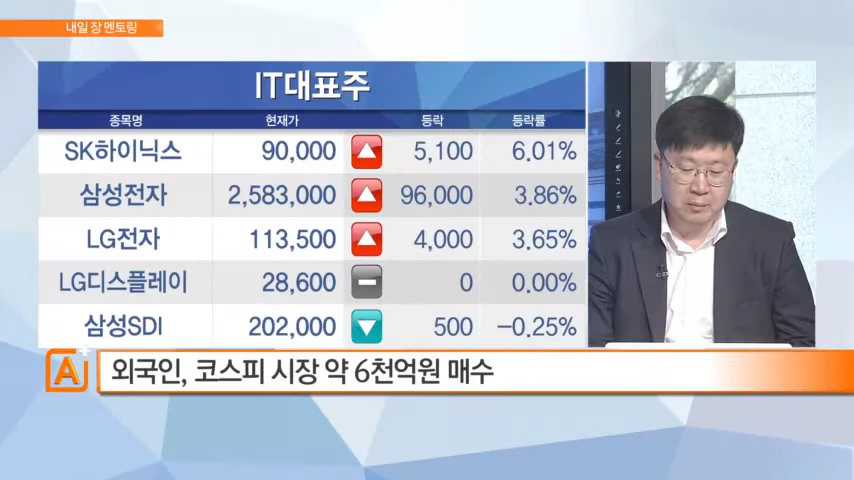 내일 장 멘토링
IT대표주
종목명 현재가 등락 등락률
SK하이닉스 90,000 ▲ 5,100 6.01%
삼성전자 2,583,000 ▲ 96,000 3.86%
LG전자 113,500 ▲ 4,000 3.65%
LG디스플레이 28,600 - 0 0.00%
삼성SDI 202,000 ▼ 500 -0.25%
A+ 외국인, 코스피 시장 약 6천억원 매수